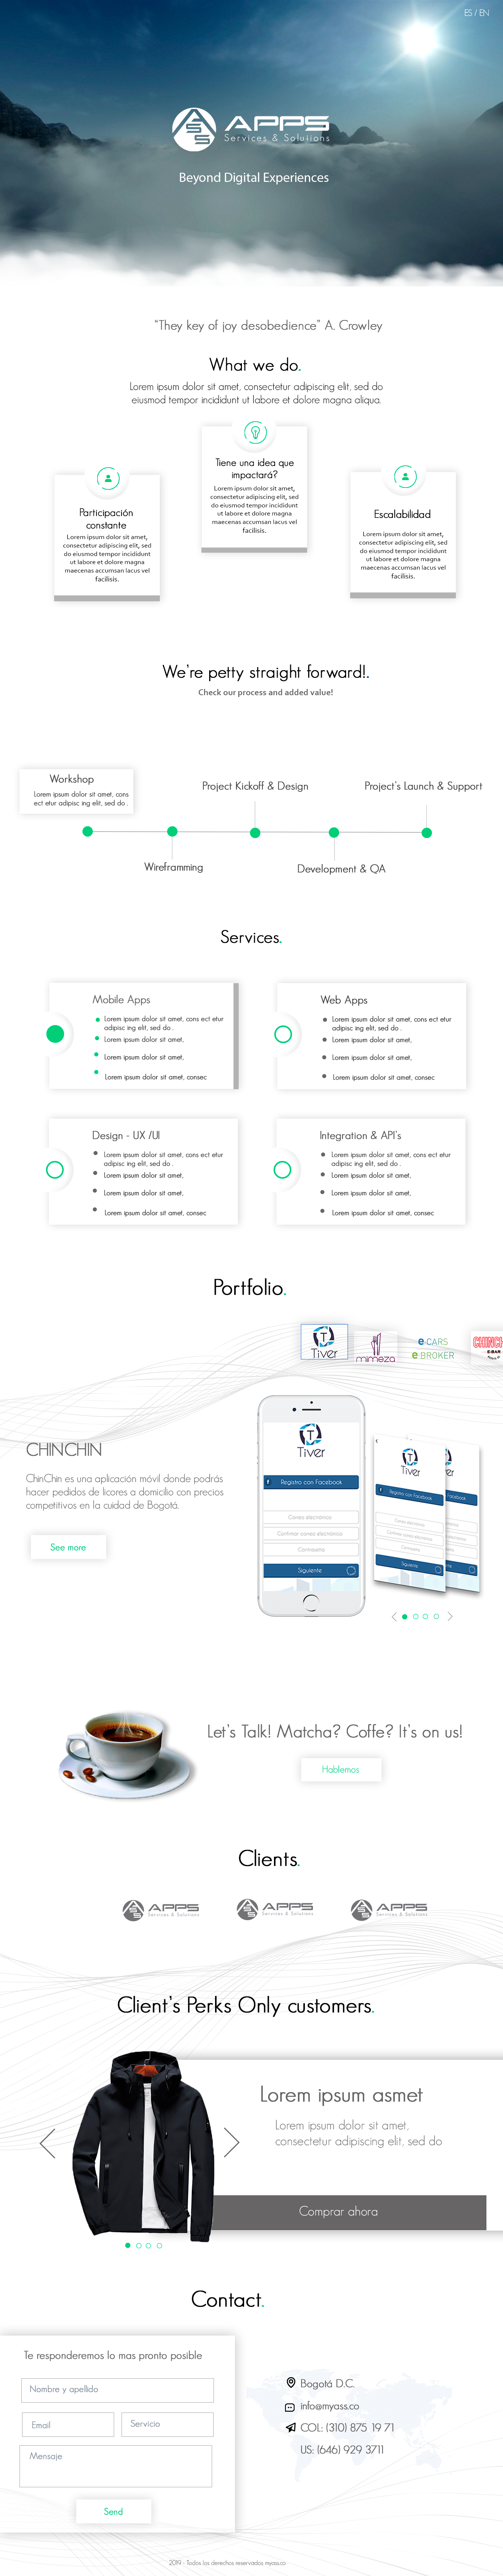 ES / EN
APPS
Services & Solutions
Beyond Digital Experiences
"They key of joy desobedience" A. Crowley
What we do.
Lorem ipsum dolor sit amet, consectetur adipiscing elit, sed do
eiusmod tempor incididunt ut labore et dolore magna aliqua.
Tiene una idea que
impactará?
Lorem ipsum dolor sit amet,
consectetur adipiscing elit, sed
do eiusmod tempor incididunt
ut labore et dolore magna
maecenas accumsan lacus vel
facilisis.
Participación
constante
Lorem ipsum dolor sit amet,
consectetur adipiscing elit, sed
do eiusmod tempor incididunt
ut labore et dolore magna
maecenas accumsan lacus vel
facilisis.
Escalabilidad
Lorem ipsum dolor sit amet,
consectetur adipiscing elit, sed
do eiusmod tempor incididunt
ut labore et dolore magna
maecenas accumsan lacus vel
facilisis.
We're petty straight forward!.
Check our process and added value!
Workshop
Lorem ipsum dolor sit amet, cons
ect etur adipisc ing elit, sed do .
Project Kickoff & Design
Project's Launch & Support
Wireframming
Development & QA
Services.
Mobile Apps
Lorem ipsum dolor sit amet, cons ect etur
adipisc ing elit, sed do .
Lorem ipsum dolor sit amet,
Lorem ipsum dolor sit amet,
Lorem ipsum dolor sit amet, consec
Web Apps
Lorem ipsum dolor sit amet, cons ect etur
adipisc ing elit, sed do .
Lorem ipsum dolor sit amet,
Lorem ipsum dolor sit amet,
Lorem ipsum dolor sit amet, consec
Design - UX /UI
Lorem ipsum dolor sit amet, cons ect etur
adipisc ing elit, sed do .
Lorem ipsum dolor sit amet,
Lorem ipsum dolor sit amet,
Lorem ipsum dolor sit amet, consec
Integration & API's
Lorem ipsum dolor sit amet, cons ect etur
adipisc ing elit, sed do .
Lorem ipsum dolor sit amet,
Lorem ipsum dolor sit amet,
Lorem ipsum dolor sit amet, consec
Portfolio.
Tiver
mimeza
e CARS
e BROKER
CHINCH
CHINCHIN
ChinChin es una aplicación móvil donde podrás
hacer pedidos de licores a domicilio con precios
competitivos en la cuidad de Bogotá.
See more
Tiver
Registro con Facebook
Correo electrónico
Confirmar correo electrónico
Contraseña
Siguiente
Tiver
Registro con Facebook
Correo electrónico
Confirmar correo electrónico
Contraseña
Siguiente
ver
Facebook
Let's Talk! Matcha? Coffe? It's on us!
Hablemos
Clients.
APPS
Services & Solutions
APPS
Services & Solutions
APPS
Services & Solutions
Client's Perks Only customers.
Lorem ipsum asmet
Lorem ipsum dolor sit amet,
consectetur adipiscing elit, sed do
Comprar ahora
Contact.
Te responderemos lo mas pronto posible
Nombre y apellido
Email
Servicio
Mensaje
Send
Bogotá D.C.
info@myass.co
COL: (310) 875 19 71
US: (646) 929 3711
2019 - Todos los derechos reservados myass.co